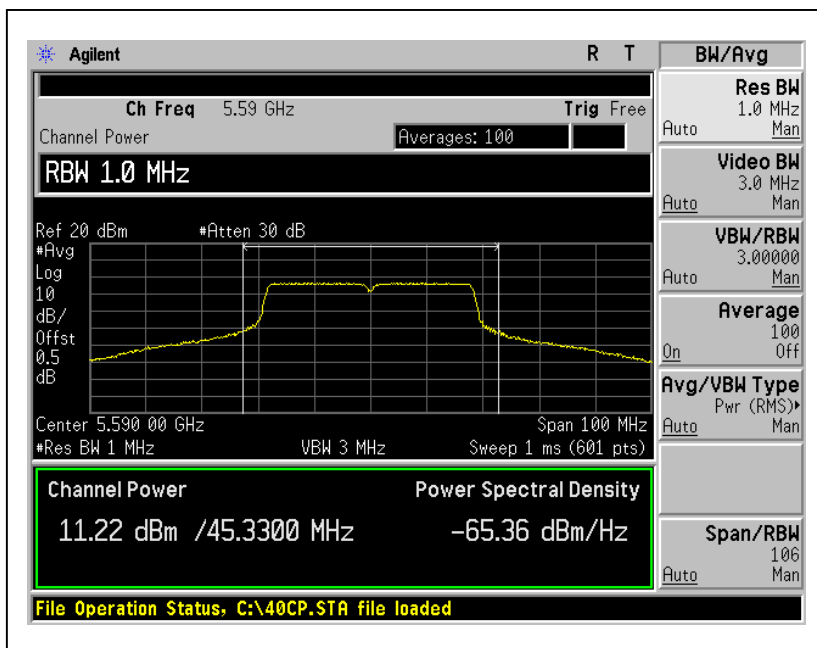 Agilent R T BW/Avg
Ch Freq 5.59 GHz Trig Free
Channel Power Averages: 100
RBW 1.0 MHz
Ref 20 dBm #Atten 30 dB
#Avg
Log
10
dB/
Offst
0.5
dB
Center 5.590 00 GHz Span 100 MHz
#Res BW 1 MHz VBW 3 MHz Sweep 1 ms (601 pts)
Channel Power Power Spectral Density
11.22 dBm /45.3300 MHz -65.36 dBm/Hz
File Operation Status, C:\40CP.STA file loaded
Res BW
1.0 MHz
Auto Man
Video BW
3.0 MHz
Auto Man
VBW/RBW
3.00000
Auto Man
Average
100
On Off
Avg/VBW Type
Pwr (RMS)▸
Auto Man
Span/RBW
106
Auto Man